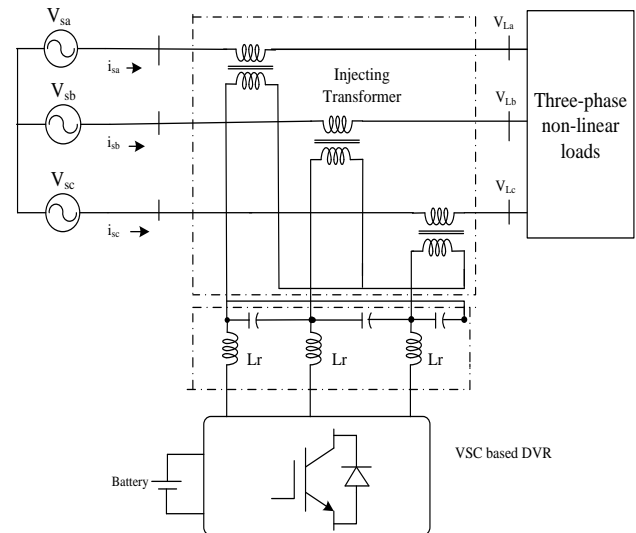 V_sa
i_sa
V_sb
i_sb
V_sc
i_sc
Injecting
Transformer
V_La
V_Lb
V_Lc
Three-phase
non-linear
loads
Lr
Lr
Lr
VSC based DVR
Battery